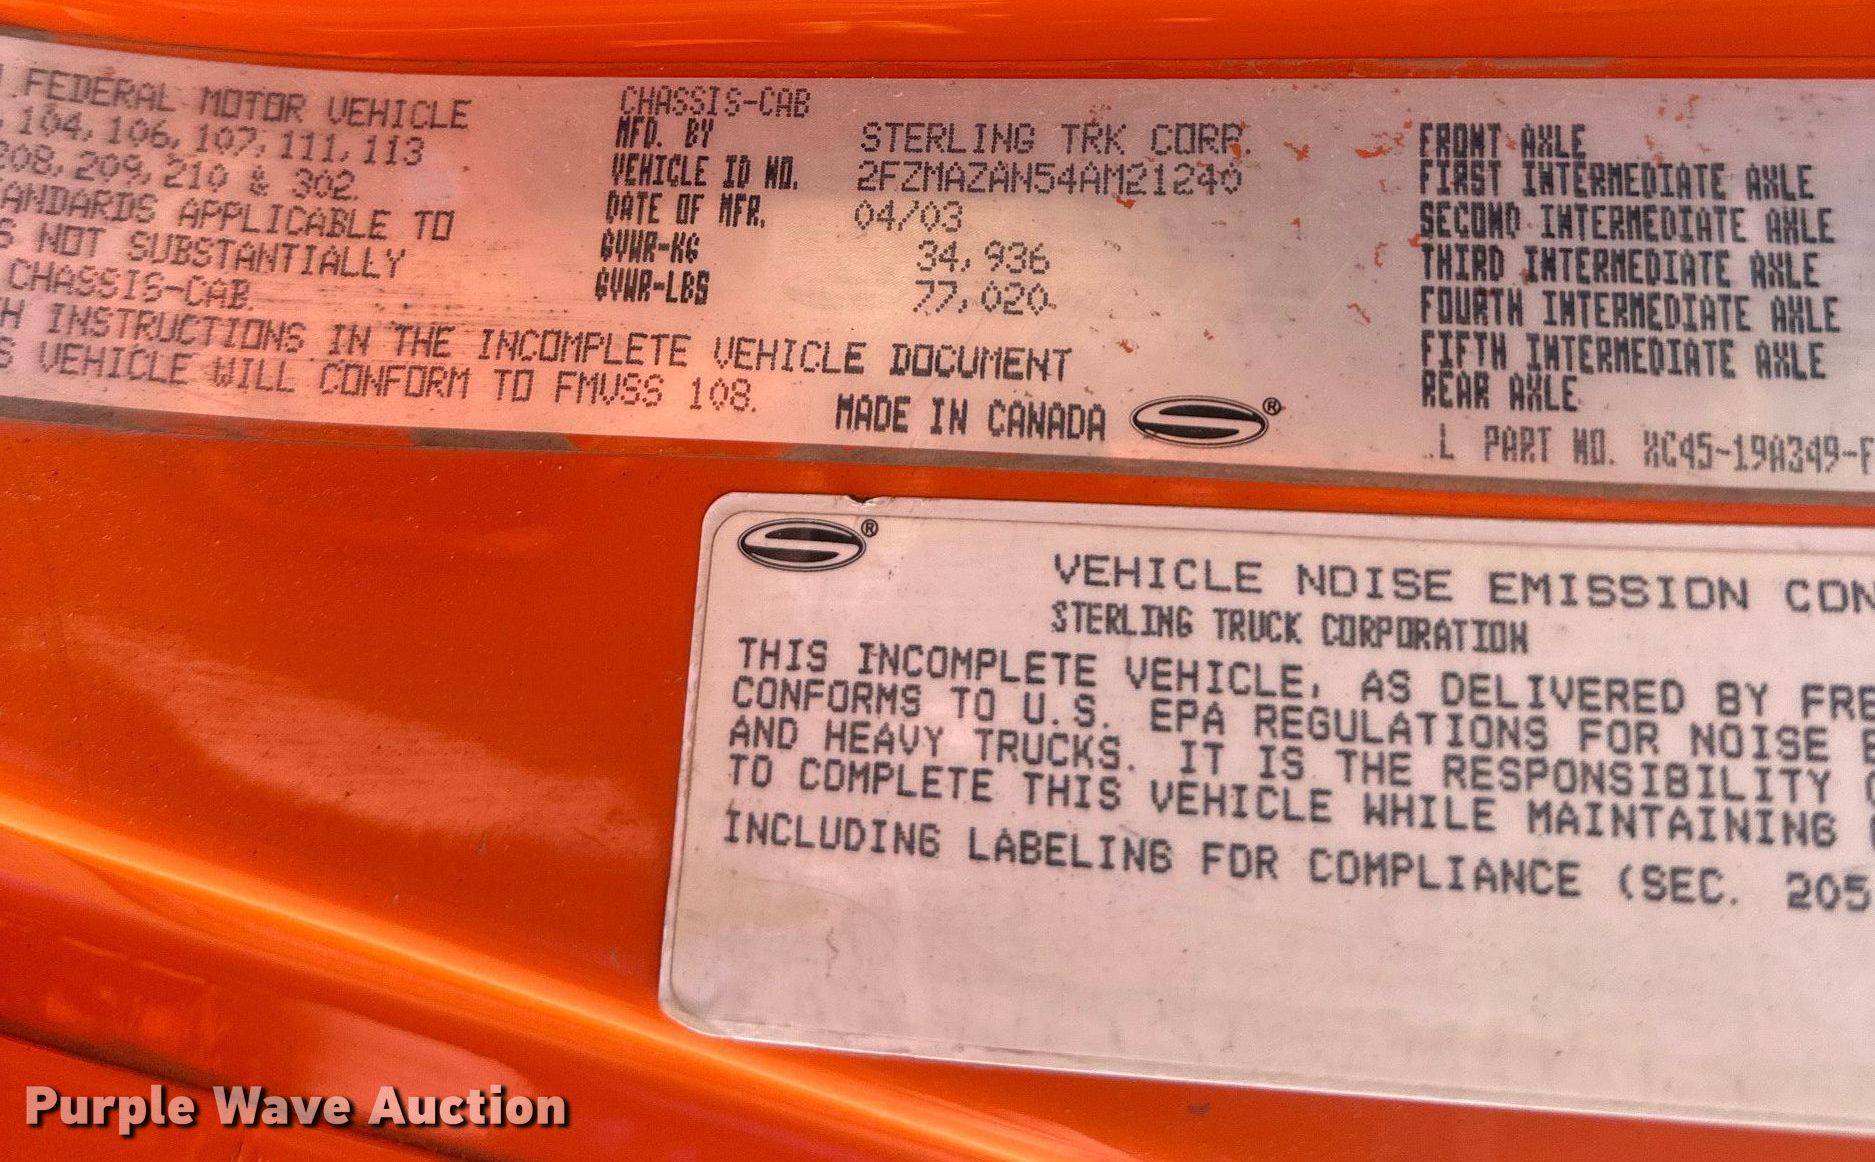 FEDERAL MOTOR VEHICLE
, 104, 106, 107, 111, 113
208, 209, 210 & 302.
ANDARDS APPLICABLE TO
S NOT SUBSTANTIALLY
CHASSIS-CAB.
H INSTRUCTIONS IN THE INCOMPLETE VEHICLE DOCUMENT
S VEHICLE WILL CONFORM TO FMVSS 108.
CHASSIS-CAB
MFD. BY STERLING TRK CORP.
VEHICLE ID NO. 2FZMAZAN54AM21240
DATE OF MFR. 04/03
GVWR-KG 34,936
GVWR-LBS 77,020
MADE IN CANADA ®
FRONT AXLE
FIRST INTERMEDIATE AXLE
SECOND INTERMEDIATE AXLE
THIRD INTERMEDIATE AXLE
FOURTH INTERMEDIATE AXLE
FIFTH INTERMEDIATE AXLE
REAR AXLE
L PART NO. XC45-19A349-F
®
VEHICLE NOISE EMISSION CON
STERLING TRUCK CORPORATION
THIS INCOMPLETE VEHICLE, AS DELIVERED BY FRE
CONFORMS TO U.S. EPA REGULATIONS FOR NOISE E
AND HEAVY TRUCKS. IT IS THE RESPONSIBILITY
TO COMPLETE THIS VEHICLE WHILE MAINTAINING
INCLUDING LABELING FOR COMPLIANCE (SEC. 205
Purple Wave Auction